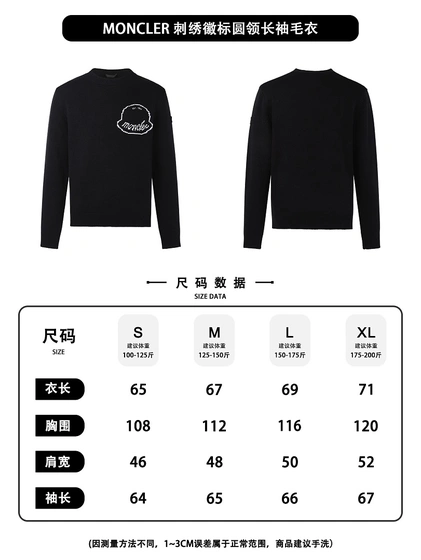 MONCLER 刺绣徽标圆领长袖毛衣
moncler
尺码数据
SIZE DATA
尺码 S M L XL
SIZE 建议体重 建议体重 建议体重 建议体重
100-125斤 125-150斤 150-175斤 175-200斤
衣长 65 67 69 71
胸围 108 112 116 120
肩宽 46 48 50 52
袖长 64 65 66 67
(因测量方法不同，1~3CM误差属于正常范围，商品建议手洗)